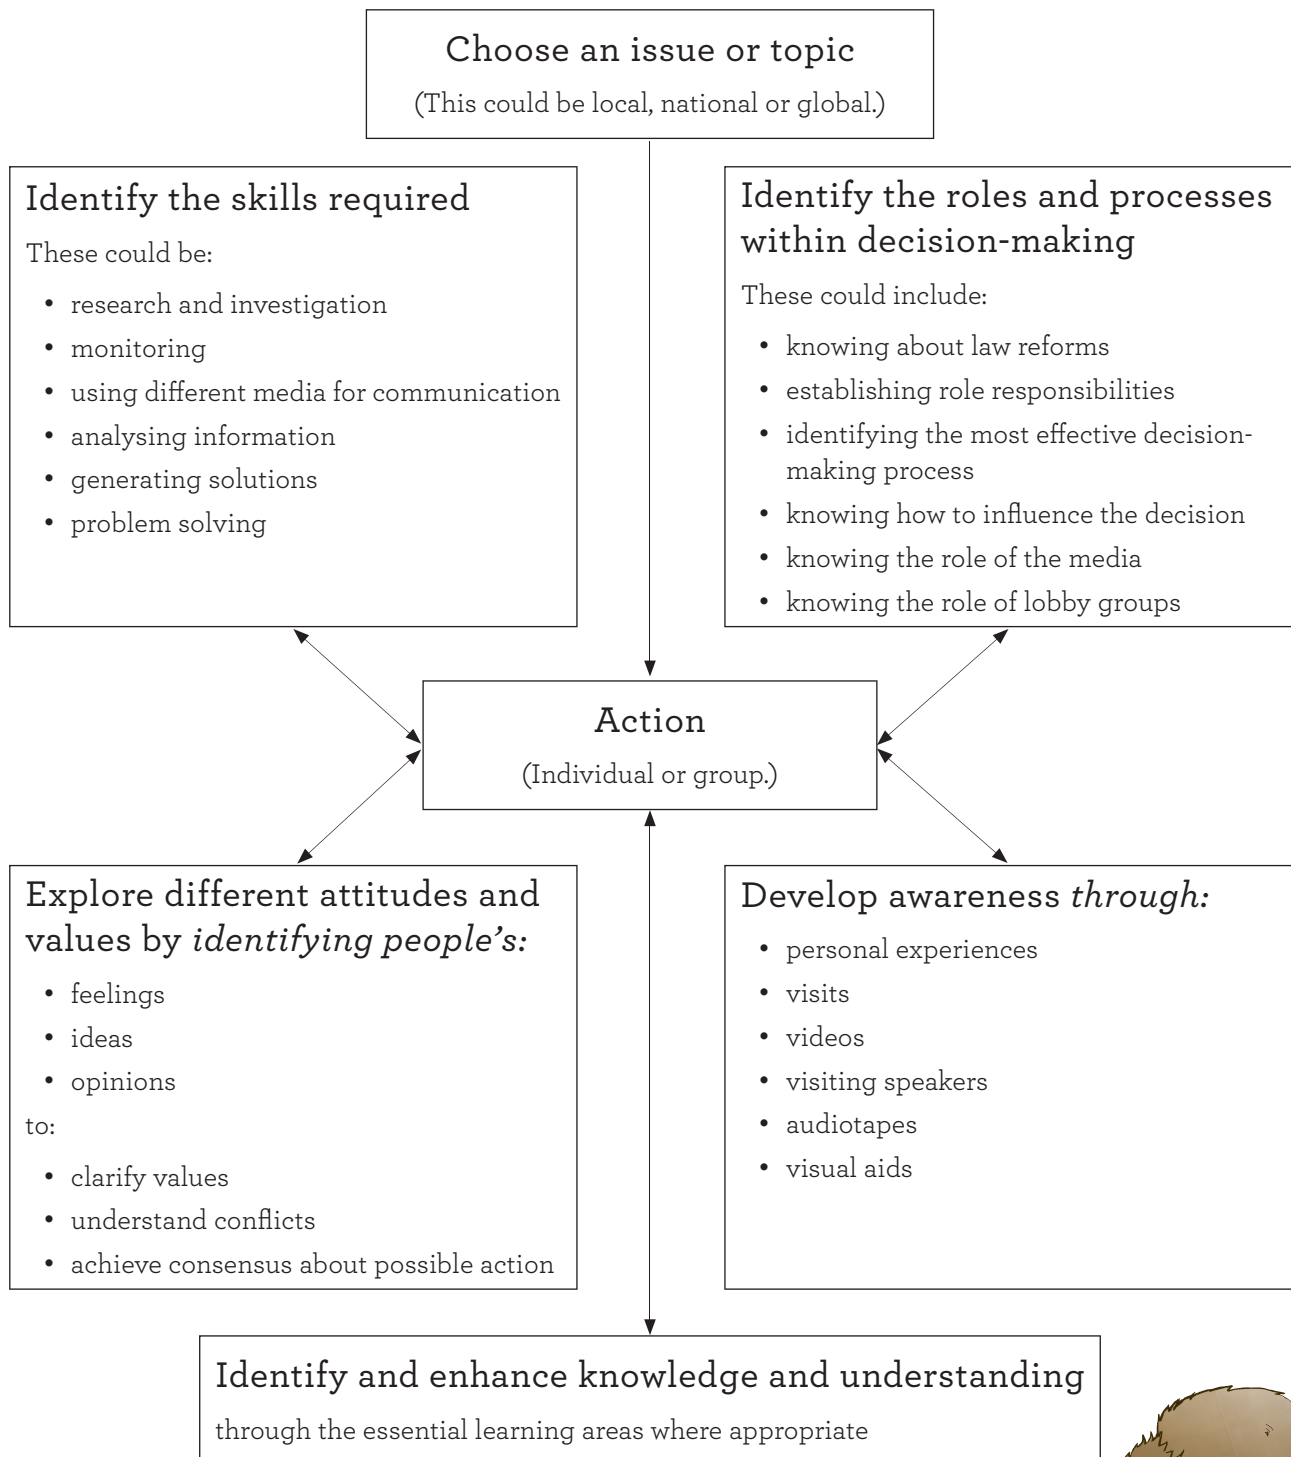 Choose an issue or topic
(This could be local, national or global.)
Identify the skills required
These could be:
• research and investigation
• monitoring
• using different media for communication
• analysing information
• generating solutions
• problem solving
Identify the roles and processes
within decision-making
These could include:
• knowing about law reforms
• establishing role responsibilities
• identifying the most effective decision-
making process
• knowing how to influence the decision
• knowing the role of the media
• knowing the role of lobby groups
Action
(Individual or group.)
Explore different attitudes and
values by identifying people’s:
• feelings
• ideas
• opinions
to:
• clarify values
• understand conflicts
• achieve consensus about possible action
Develop awareness through:
• personal experiences
• visits
• videos
• visiting speakers
• audiotapes
• visual aids
Identify and enhance knowledge and understanding
through the essential learning areas where appropriate